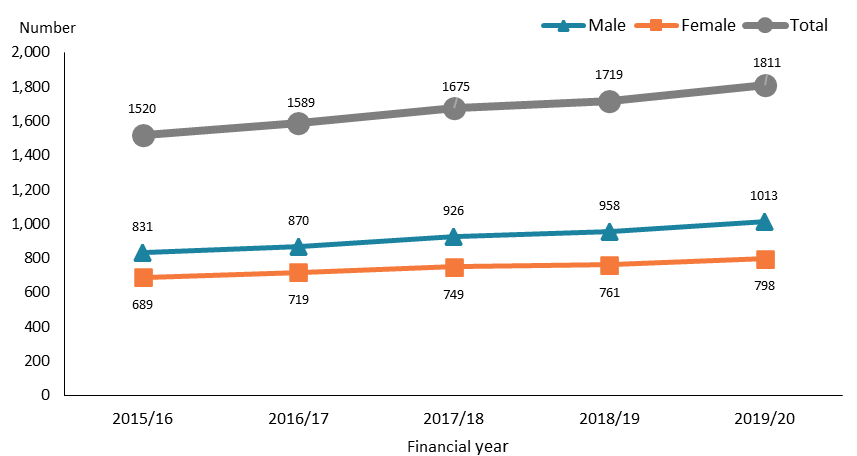 Number
Male Female Total
2,000
1,800
1,600
1,400
1,200
1,000
800
600
400
200
0
1520 1589 1675 1719 1811
831 870 926 958 1013
689 719 749 761 798
2015/16 2016/17 2017/18 2018/19 2019/20
Financial year